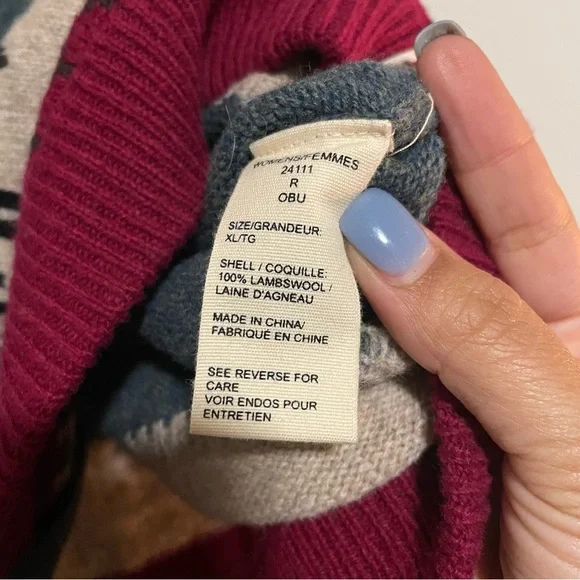 WOMENS/FEMMES
24111
R
OBU
SIZE/GRANDEUR:
XL/TG
SHELL / COQUILLE:
100% LAMBSWOOL /
LAINE D'AGNEAU
MADE IN CHINA/
FABRIQUÉ EN CHINE
SEE REVERSE FOR
CARE
VOIR ENDOS POUR
ENTRETIEN